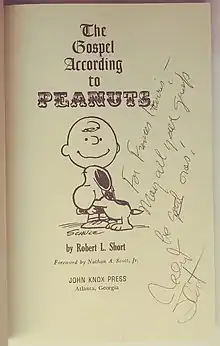 The
Gospel
According
to
PEANUTS
SCHULZ
by Robert L. Short
Foreword by Nathan A. Scott, Jr.
JOHN KNOX PRESS
Atlanta, Georgia
For Frances
May all your
be good ones!
Short